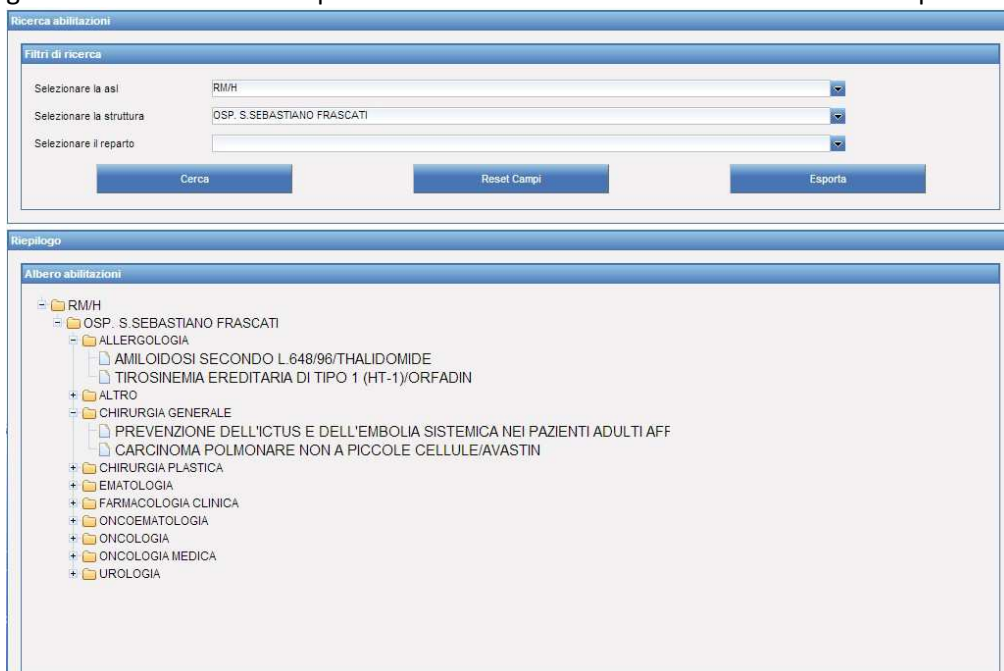 Ricerca abilitazioni
Filtri di ricerca
Selezionare la asl RM/H
Selezionare la struttura OSP. S.SEBASTIANO FRASCATI
Selezionare il reparto
Cerca Reset Campi Esporta
Riepilogo
Albero abilitazioni
RM/H
OSP. S.SEBASTIANO FRASCATI
ALLERGOLOGIA
AMILOIDOSI SECONDO L.648/96/THALIDOMIDE
TIROSINEMIA EREDITARIA DI TIPO 1 (HT-1)/ORFADIN
ALTRO
CHIRURGIA GENERALE
PREVENZIONE DELL'ICTUS E DELL'EMBOLIA SISTEMICA NEI PAZIENTI ADULTI AFF
CARCINOMA POLMONARE NON A PICCOLE CELLULE/AVASTIN
CHIRURGIA PLASTICA
EMATOLOGIA
FARMACOLOGIA CLINICA
ONCOEMATOLOGIA
ONCOLOGIA
ONCOLOGIA MEDICA
UROLOGIA